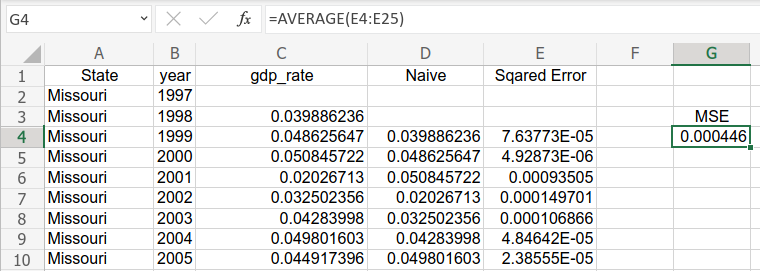 G4 fx =AVERAGE(E4:E25)
A B C D E F G
1 State year gdp_rate Naive Sqared Error
2 Missouri 1997
3 Missouri 1998 0.039886236 MSE
4 Missouri 1999 0.048625647 0.039886236 7.63773E-05 0.000446
5 Missouri 2000 0.050845722 0.048625647 4.92873E-06
6 Missouri 2001 0.02026713 0.050845722 0.00093505
7 Missouri 2002 0.032502356 0.02026713 0.000149701
8 Missouri 2003 0.04283998 0.032502356 0.000106866
9 Missouri 2004 0.049801603 0.04283998 4.84642E-05
10 Missouri 2005 0.044917396 0.049801603 2.38555E-05